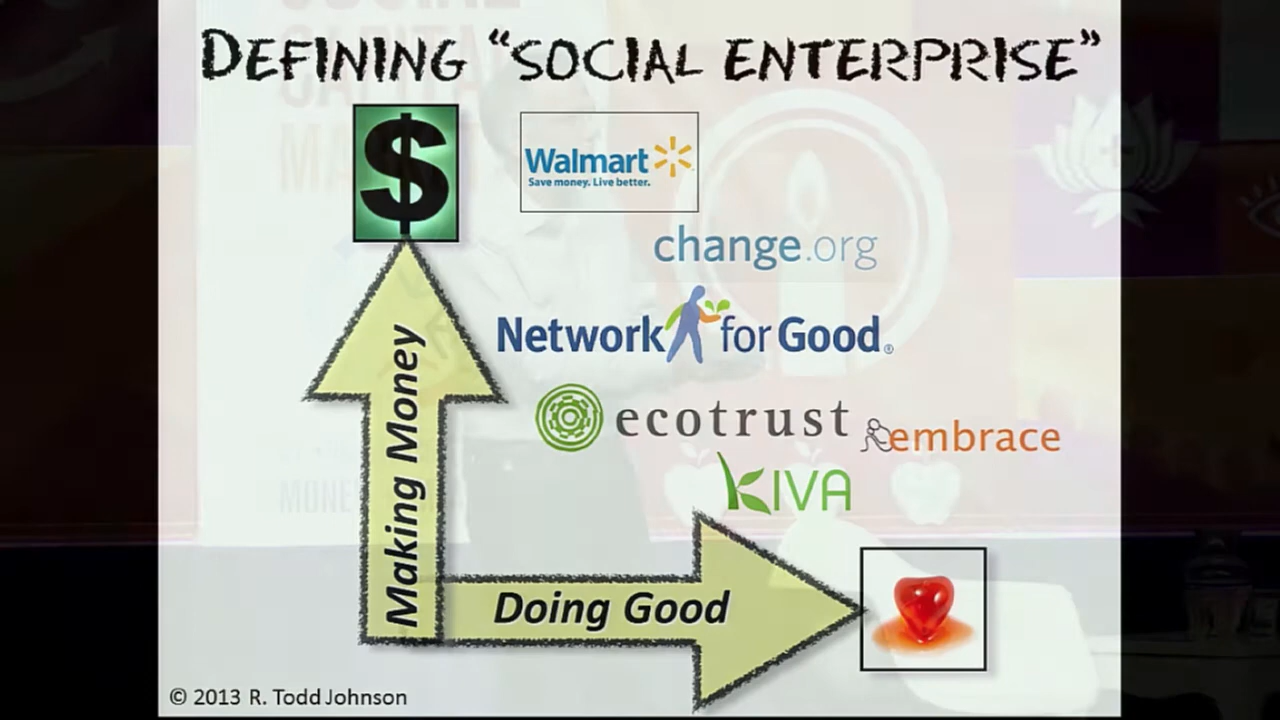 DEFINING “SOCIAL ENTERPRISE”
$
Walmart
Save money. Live better.
change.org
Network for Good®
ecotrust
embrace
KIVA
Making Money
Doing Good
© 2013 R. Todd Johnson